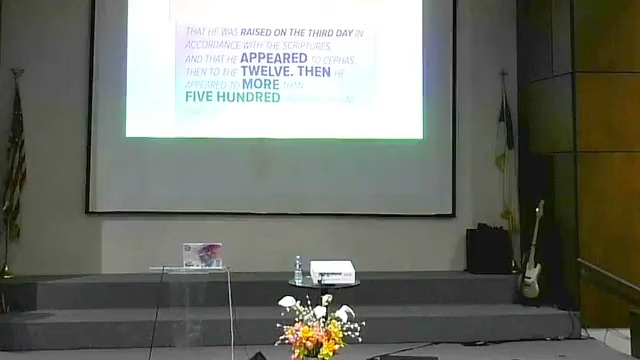 THAT HE WAS RAISED ON THE THIRD DAY IN
ACCORDANCE WITH THE SCRIPTURES,
AND THAT HE APPEARED TO CEPHAS,
THEN TO THE TWELVE. THEN HE
APPEARED TO MORE THAN
FIVE HUNDRED